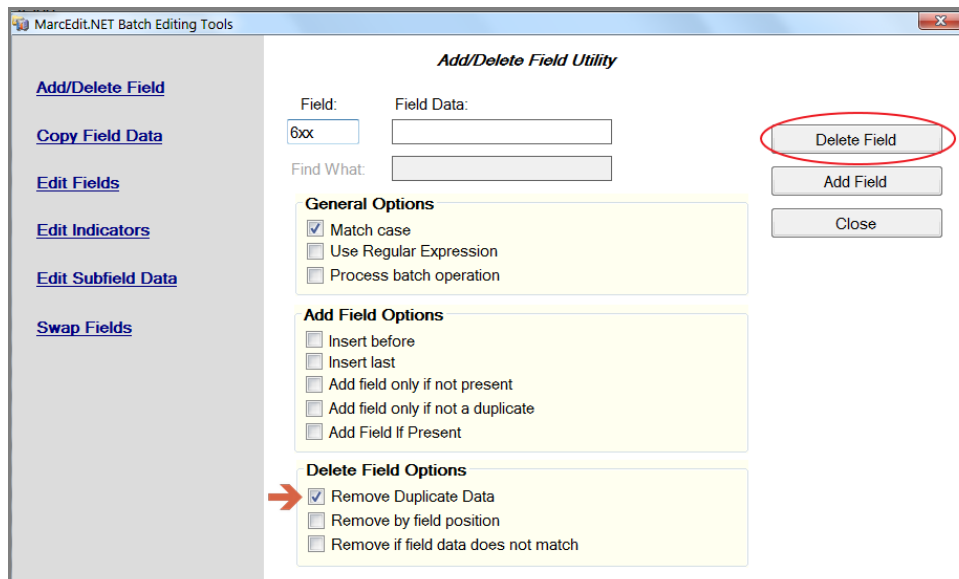 MarcEdit.NET Batch Editing Tools
Add/Delete Field Utility
Add/Delete Field
Copy Field Data
Edit Fields
Edit Indicators
Edit Subfield Data
Swap Fields
Field: Field Data:
6xx
Find What:
Delete Field
Add Field
Close
General Options
Match case
Use Regular Expression
Process batch operation
Add Field Options
Insert before
Insert last
Add field only if not present
Add field only if not a duplicate
Add Field If Present
Delete Field Options
Remove Duplicate Data
Remove by field position
Remove if field data does not match